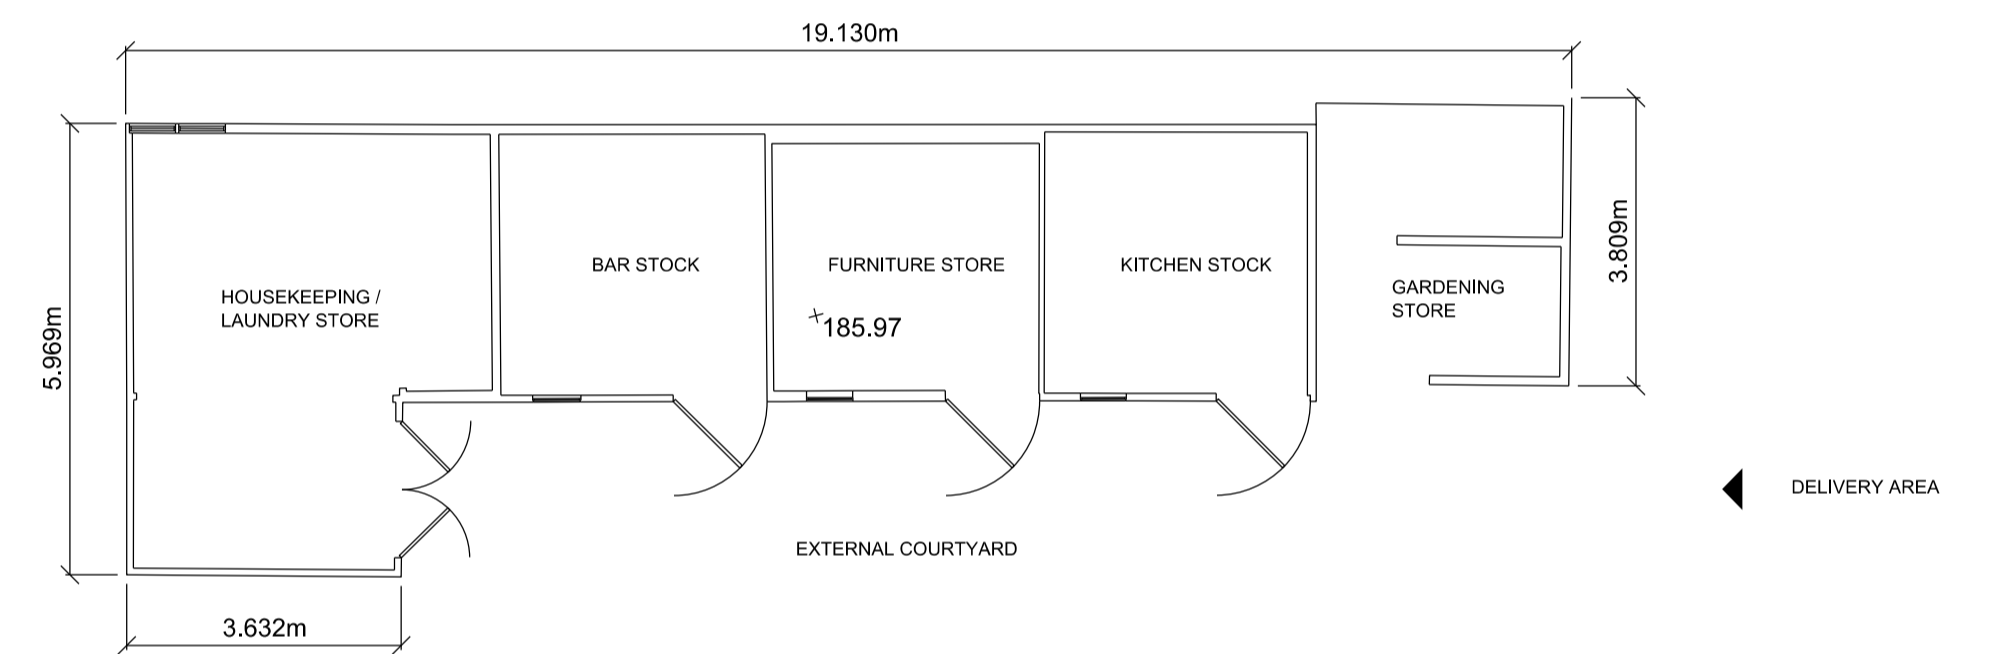 19.130m
5.969m
3.809m
BAR STOCK
FURNITURE STORE
KITCHEN STOCK
HOUSEKEEPING /
LAUNDRY STORE
GARDENING
STORE
185.97
DELIVERY AREA
EXTERNAL COURTYARD
3.632m